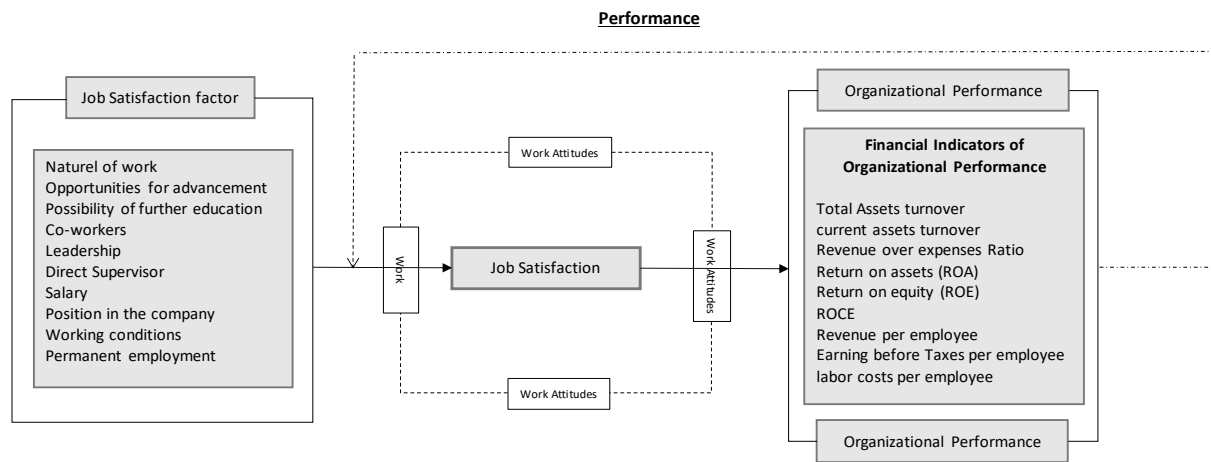 Performance
Job Satisfaction factor
Naturel of work
Opportunities for advancement
Possibility of further education
Co-workers
Leadership
Direct Supervisor
Salary
Position in the company
Working conditions
Permanent employment
Work Attitudes
Work
Job Satisfaction
Work Attitudes
Work Attitudes
Organizational Performance
Financial Indicators of
Organizational Performance
Total Assets turnover
current assets turnover
Revenue over expenses Ratio
Return on assets (ROA)
Return on equity (ROE)
ROCE
Revenue per employee
Earning before Taxes per employee
labor costs per employee
Organizational Performance